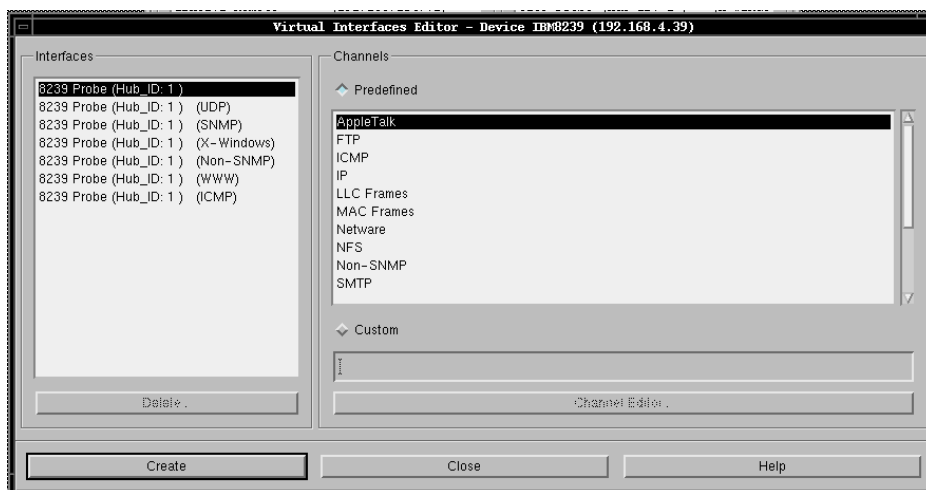 Virtual Interfaces Editor - Device IBM8239 (192.168.4.39)
Interfaces
8239 Probe (Hub_ID: 1 )
8239 Probe (Hub_ID: 1 ) (UDP)
8239 Probe (Hub_ID: 1 ) (SNMP)
8239 Probe (Hub_ID: 1 ) (X-Windows)
8239 Probe (Hub_ID: 1 ) (Non-SNMP)
8239 Probe (Hub_ID: 1 ) (WWW)
8239 Probe (Hub_ID: 1 ) (ICMP)
Delete..
Channels
Predefined
AppleTalk
FTP
ICMP
IP
LLC Frames
MAC Frames
Netware
NFS
Non-SNMP
SMTP
Custom
Channel Editor..
Create
Close
Help